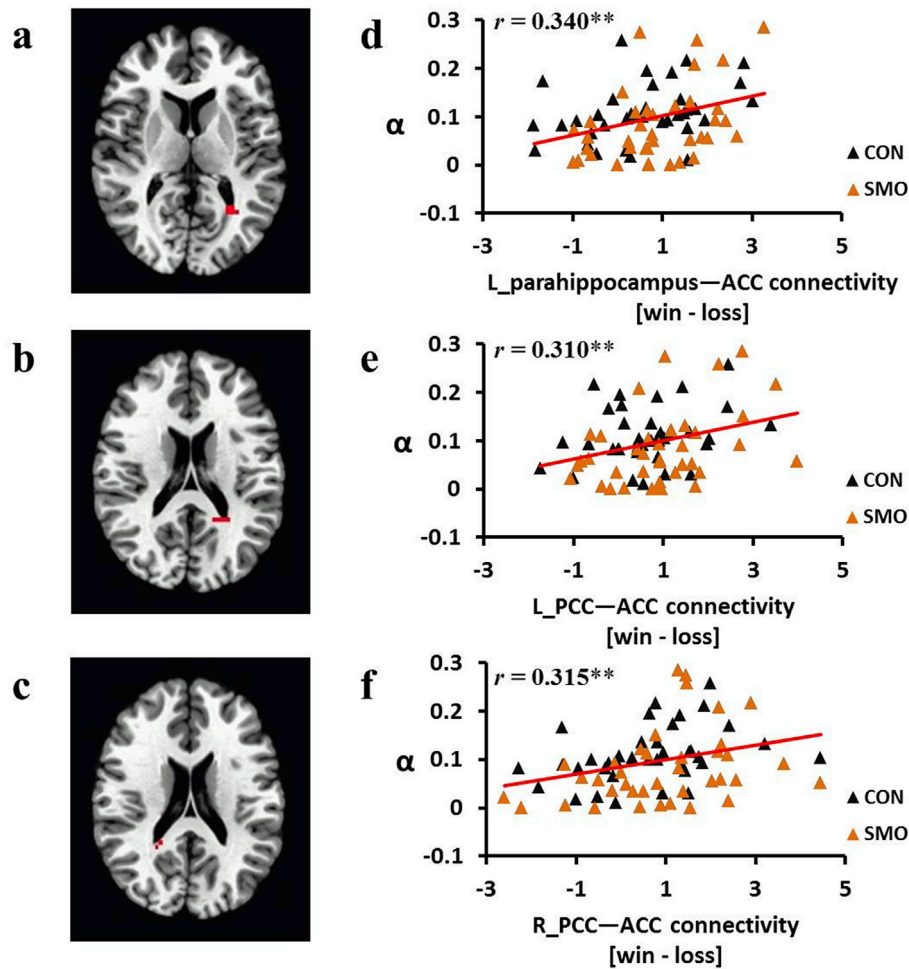 a
d
r = 0.340**
0.3
0.2
0.1
α
0
-0.1
CON
SMO
-3 -1 1 3 5
L_parahippocampus—ACC connectivity
[win - loss]
b
e
r = 0.310**
0.3
0.2
0.1
α
0
-0.1
CON
SMO
-3 -1 1 3 5
L_PCC—ACC connectivity
[win - loss]
c
f
r = 0.315**
0.3
0.2
0.1
α
0
-0.1
CON
SMO
-3 -1 1 3 5
R_PCC—ACC connectivity
[win - loss]